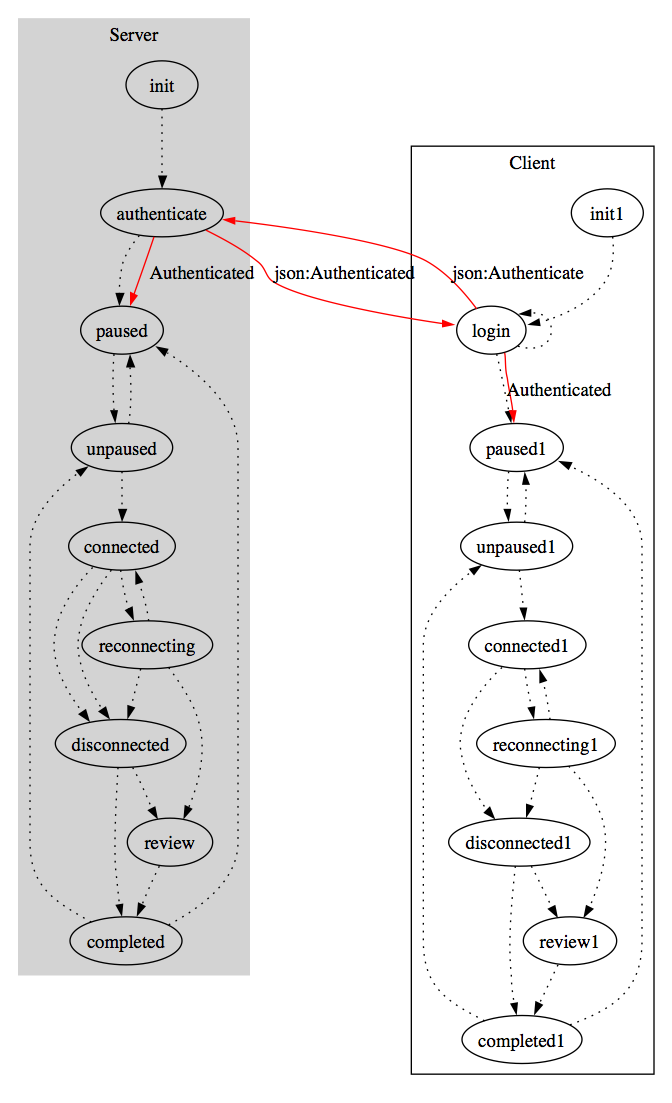 Server
init
authenticate
Authenticated
json:Authenticated
paused
unpaused
connected
reconnecting
disconnected
review
completed
Client
init1
json:Authenticate
login
Authenticated
paused1
unpaused1
connected1
reconnecting1
disconnected1
review1
completed1